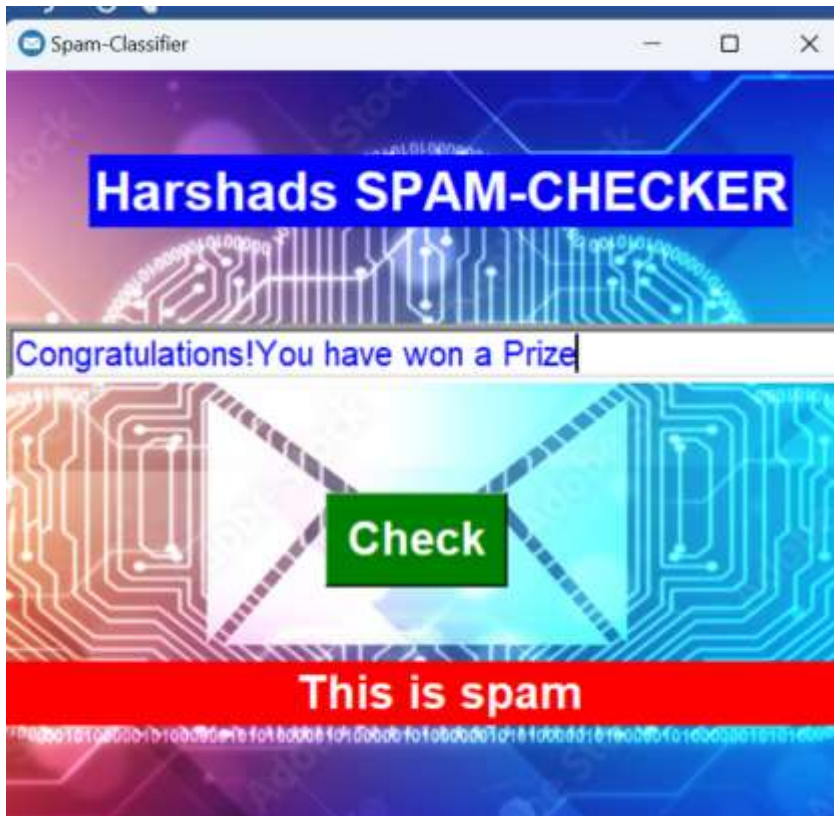 Spam-Classifier
Harshads SPAM-CHECKER
Congratulations!You have won a Prize
Check
This is spam